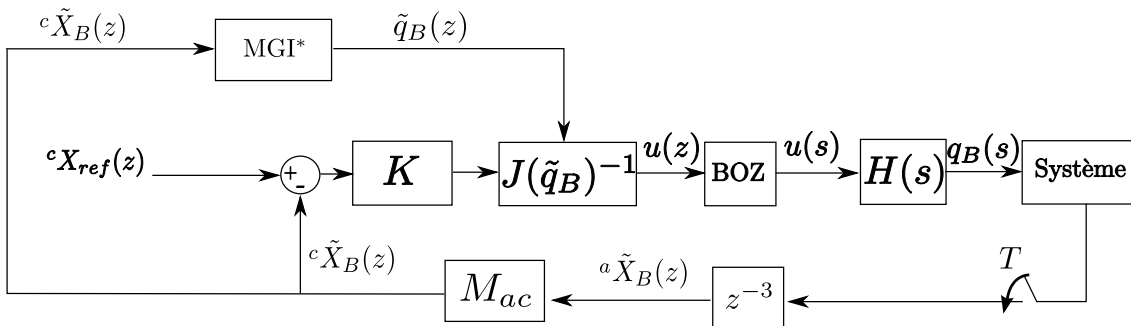 ᶜX̃_B(z)
MGI*
q̃_B(z)
ᶜX_ref(z)
+
-
K
J(q̃_B)⁻¹
u(z)
BOZ
u(s)
H(s)
q_B(s)
Système
ᶜX̃_B(z)
M_ac
ᵃX̃_B(z)
z⁻³
T